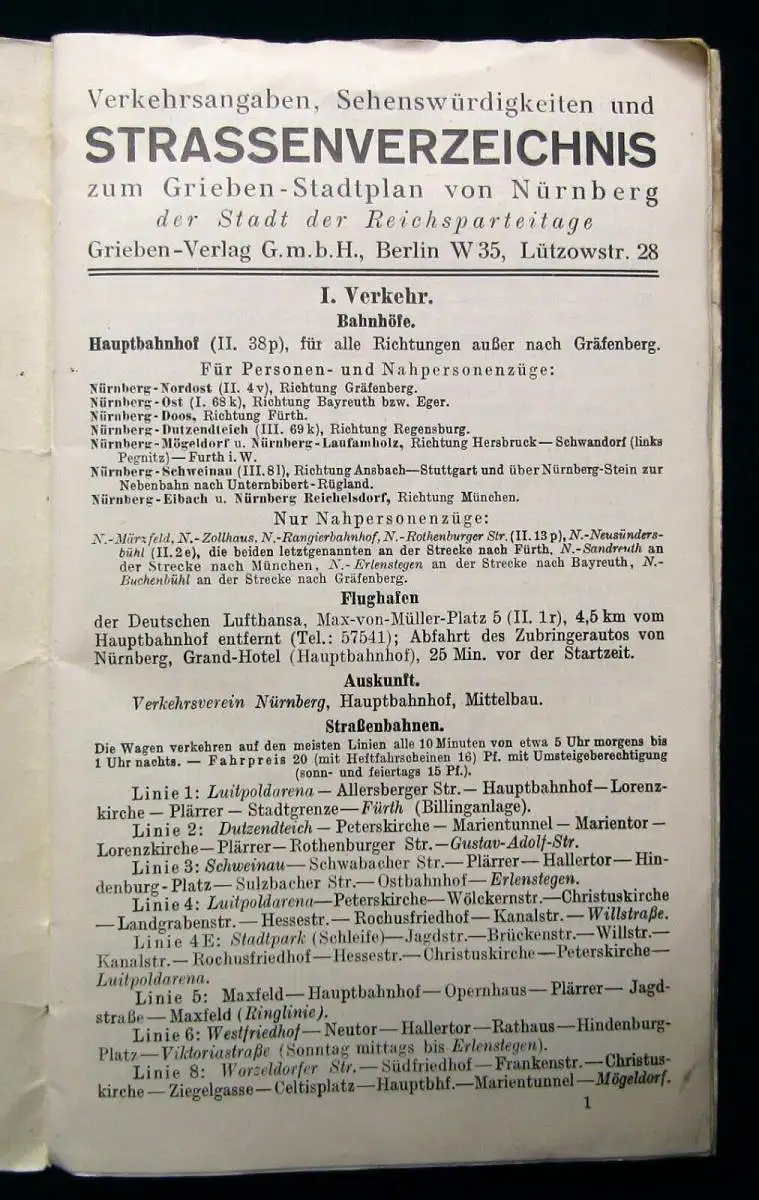 Verkehrsangaben, Sehenswürdigkeiten und
STRASSENVERZEICHNIS
zum Grieben-Stadtplan von Nürnberg
der Stadt der Reichsparteitage
Grieben-Verlag G.m.b.H., Berlin W 35, Lützowstr. 28
I. Verkehr.
Bahnhöfe.
Hauptbahnhof (II. 38p), für alle Richtungen außer nach Gräfenberg.
Für Personen- und Nahpersonenzüge:
Nürnberg-Nordost (II. 4v), Richtung Gräfenberg.
Nürnberg-Ost (I. 68k), Richtung Bayreuth bzw. Eger.
Nürnberg-Doos, Richtung Fürth.
Nürnberg-Dutzendteich (III. 69k), Richtung Regensburg.
Nürnberg-Mögeldorf u. Nürnberg-Laufamholz, Richtung Hersbruck—Schwandorf (links
Pegnitz)—Furth i. W.
Nürnberg-Schweinau (III. 8l), Richtung Ansbach—Stuttgart und über Nürnberg-Stein zur
Nebenbahn nach Unternbibert-Rügland.
Nürnberg-Eibach u. Nürnberg Reichelsdorf, Richtung München.
Nur Nahpersonenzüge:
N.-Märzfeld, N.-Zollhaus, N.-Rangierbahnhof, N.-Rothenburger Str. (II. 13p), N.-Neusünders-
bühl (II. 2e), die beiden letztgenannten an der Strecke nach Fürth, N.-Sandreuth an
der Strecke nach München, N.-Erlenstegen an der Strecke nach Bayreuth, N.-
Buchenbühl an der Strecke nach Gräfenberg.
Flughafen
der Deutschen Lufthansa, Max-von-Müller-Platz 5 (II. 1r), 4,5 km vom
Hauptbahnhof entfernt (Tel.: 57541); Abfahrt des Zubringerautos von
Nürnberg, Grand-Hotel (Hauptbahnhof), 25 Min. vor der Startzeit.
Auskunft.
Verkehrsverein Nürnberg, Hauptbahnhof, Mittelbau.
Straßenbahnen.
Die Wagen verkehren auf den meisten Linien alle 10 Minuten von etwa 5 Uhr morgens bis
1 Uhr nachts. — Fahrpreis 20 (mit Heftfahrscheinen 16) Pf. mit Umsteigeberechtigung
(sonn- und feiertags 15 Pf.).
Linie 1: Luitpoldarena — Allersberger Str.— Hauptbahnhof—Lorenz-
kirche — Plärrer — Stadtgrenze—Fürth (Billinganlage).
Linie 2: Dutzendteich — Peterskirche — Marientunnel — Marientor —
Lorenzkirche— Plärrer— Rothenburger Str.—Gustav-Adolf-Str.
Linie 3: Schweinau— Schwabacher Str.— Plärrer— Hallertor— Hin-
denburg-Platz— Sulzbacher Str.— Ostbahnhof— Erlenstegen.
Linie 4: Luitpoldarena—Peterskirche—Wölckernstr.—Christuskirche
—Landgrabenstr.— Hessestr.— Rochusfriedhof— Kanalstr.— Willstraße.
Linie 4E: Stadtpark (Schleife)—Jagdstr.—Brückenstr.—Willstr.—
Kanalstr.— Rochusfriedhof—Hessestr.— Christuskirche— Peterskirche—
Luitpoldarena.
Linie 5: Maxfeld— Hauptbahnhof— Opernhaus— Plärrer— Jagd-
straße— Maxfeld (Ringlinie).
Linie 6: Westfriedhof— Neutor— Hallertor— Rathaus—Hindenburg-
Platz—Viktoriastraße (Sonntag mittags bis Erlenstegen).
Linie 8: Worzeldorfer Str.— Südfriedhof—Frankenstr.—Christus-
kirche— Ziegelgasse—Celtisplatz—Hauptbhf.—Marientunnel—Mögeldorf.
1